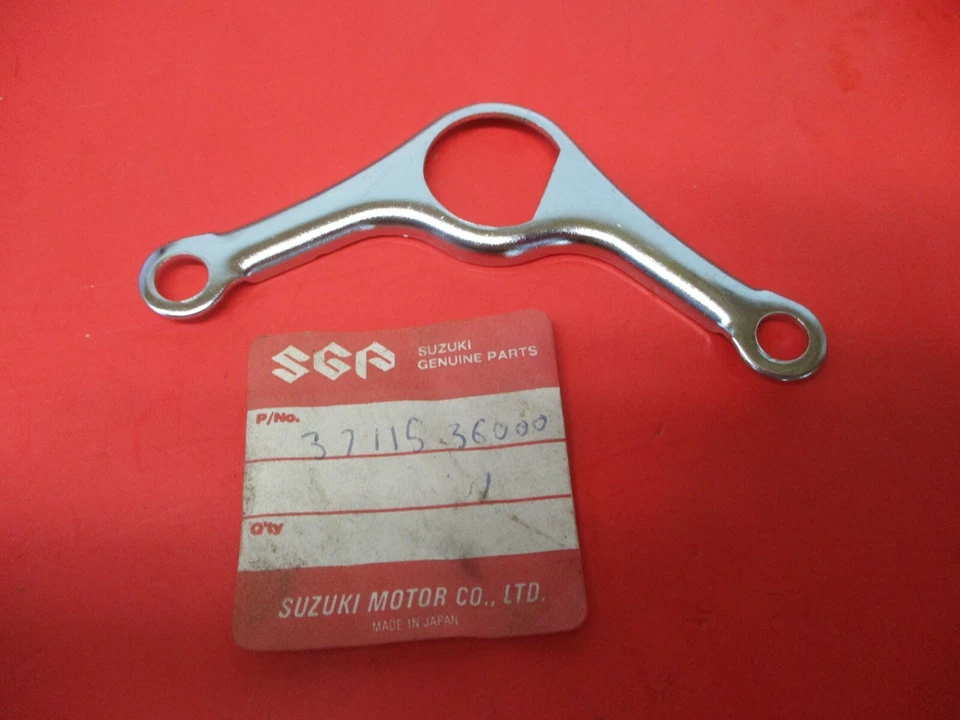 SGP SUZUKI
GENUINE PARTS
P/No.
37115-36000
1
Q'ty
SUZUKI MOTOR CO., LTD.
MADE IN JAPAN